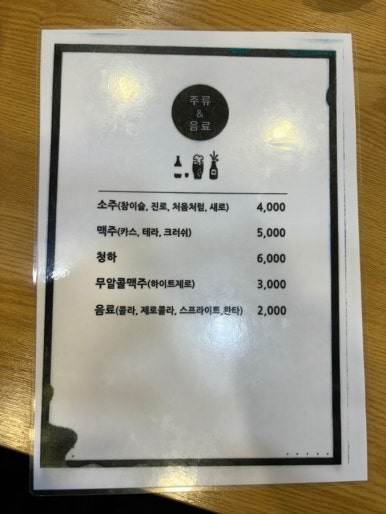 주류
&
음료
소주(참이슬, 진로, 처음처럼, 새로) 4,000
맥주(카스, 테라, 크러쉬) 5,000
청하 6,000
무알콜맥주(하이트제로) 3,000
음료(콜라, 제로콜라, 스프라이트,환타) 2,000